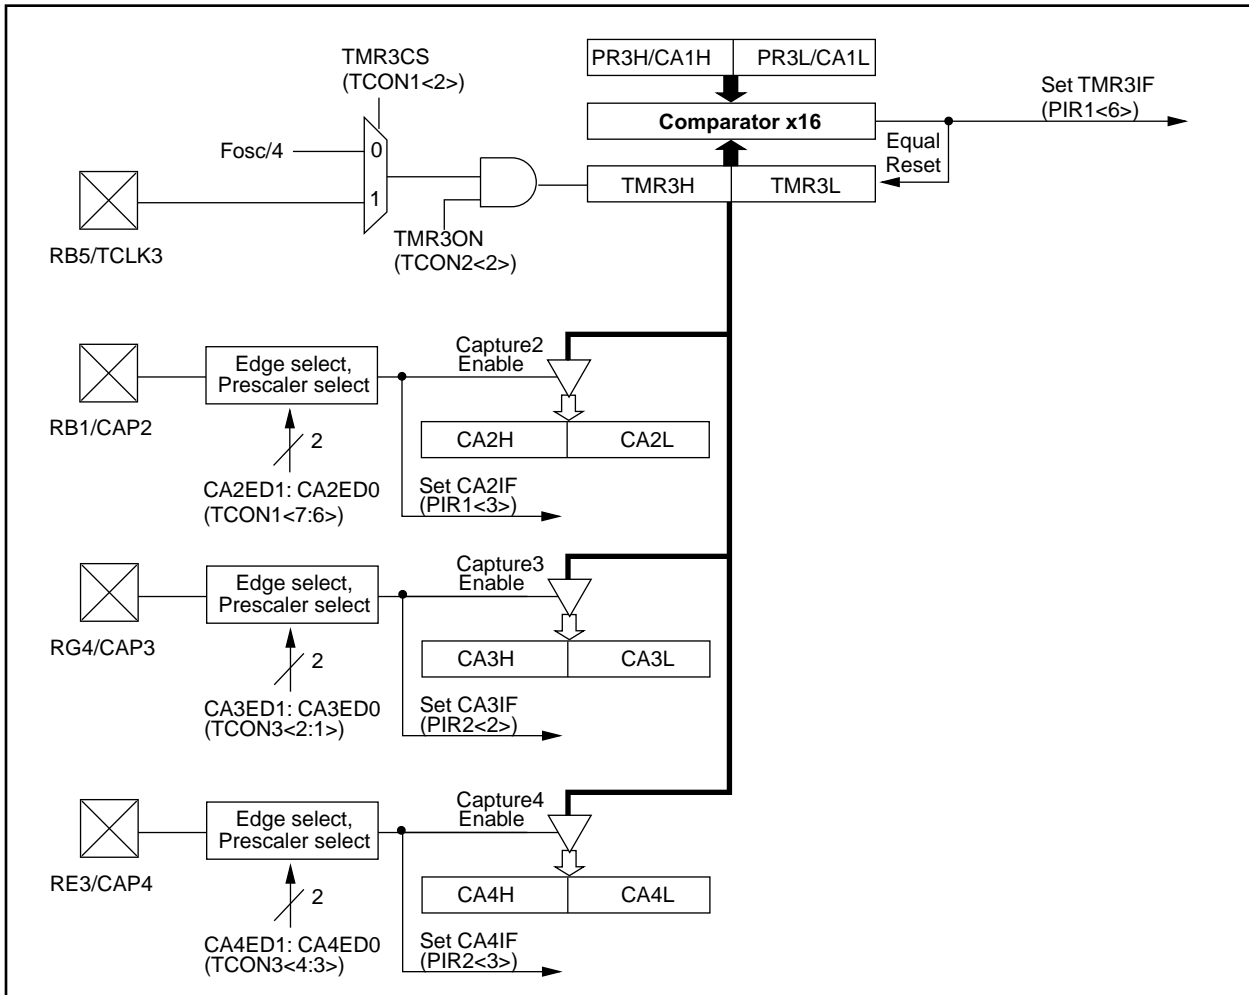 TMR3CS
(TCON1<2>)
PR3H/CA1H
PR3L/CA1L
Set TMR3IF
(PIR1<6>)
Comparator x16
Fosc/4
0
Equal
Reset
1
TMR3H
TMR3L
RB5/TCLK3
TMR3ON
(TCON2<2>)
Capture2
Enable
Edge select,
Prescaler select
RB1/CAP2
2
CA2H
CA2L
CA2ED1: CA2ED0
(TCON1<7:6>)
Set CA2IF
(PIR1<3>)
Capture3
Enable
Edge select,
Prescaler select
RG4/CAP3
2
CA3H
CA3L
CA3ED1: CA3ED0
(TCON3<2:1>)
Set CA3IF
(PIR2<2>)
Capture4
Enable
Edge select,
Prescaler select
RE3/CAP4
2
CA4H
CA4L
CA4ED1: CA4ED0
(TCON3<4:3>)
Set CA4IF
(PIR2<3>)